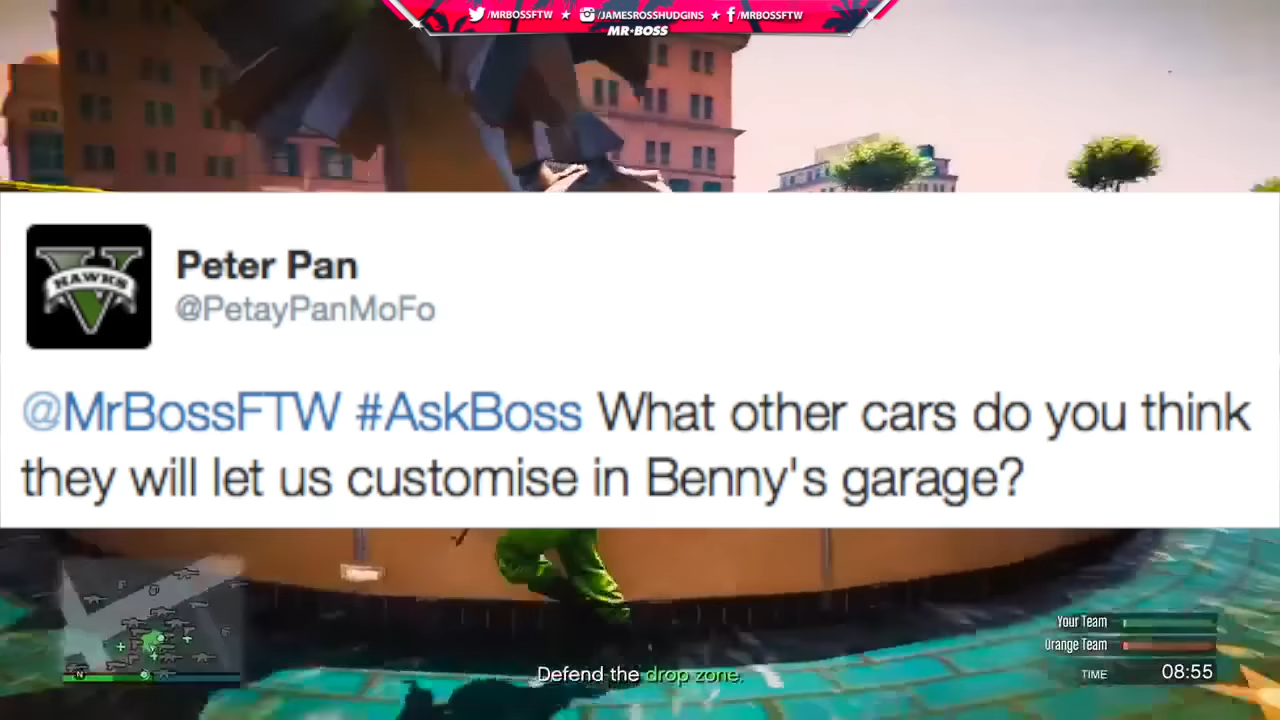 /MRBOSSFTW ★ /JAMESROSSHUDGINS ★ /MRBOSSFTW
MR·BOSS
V HAWKS
Peter Pan
@PetayPanMoFo
@MrBossFTW #AskBoss What other cars do you think
they will let us customise in Benny's garage?
Your Team
Orange Team
TIME 08:55
Defend the drop zone.
N